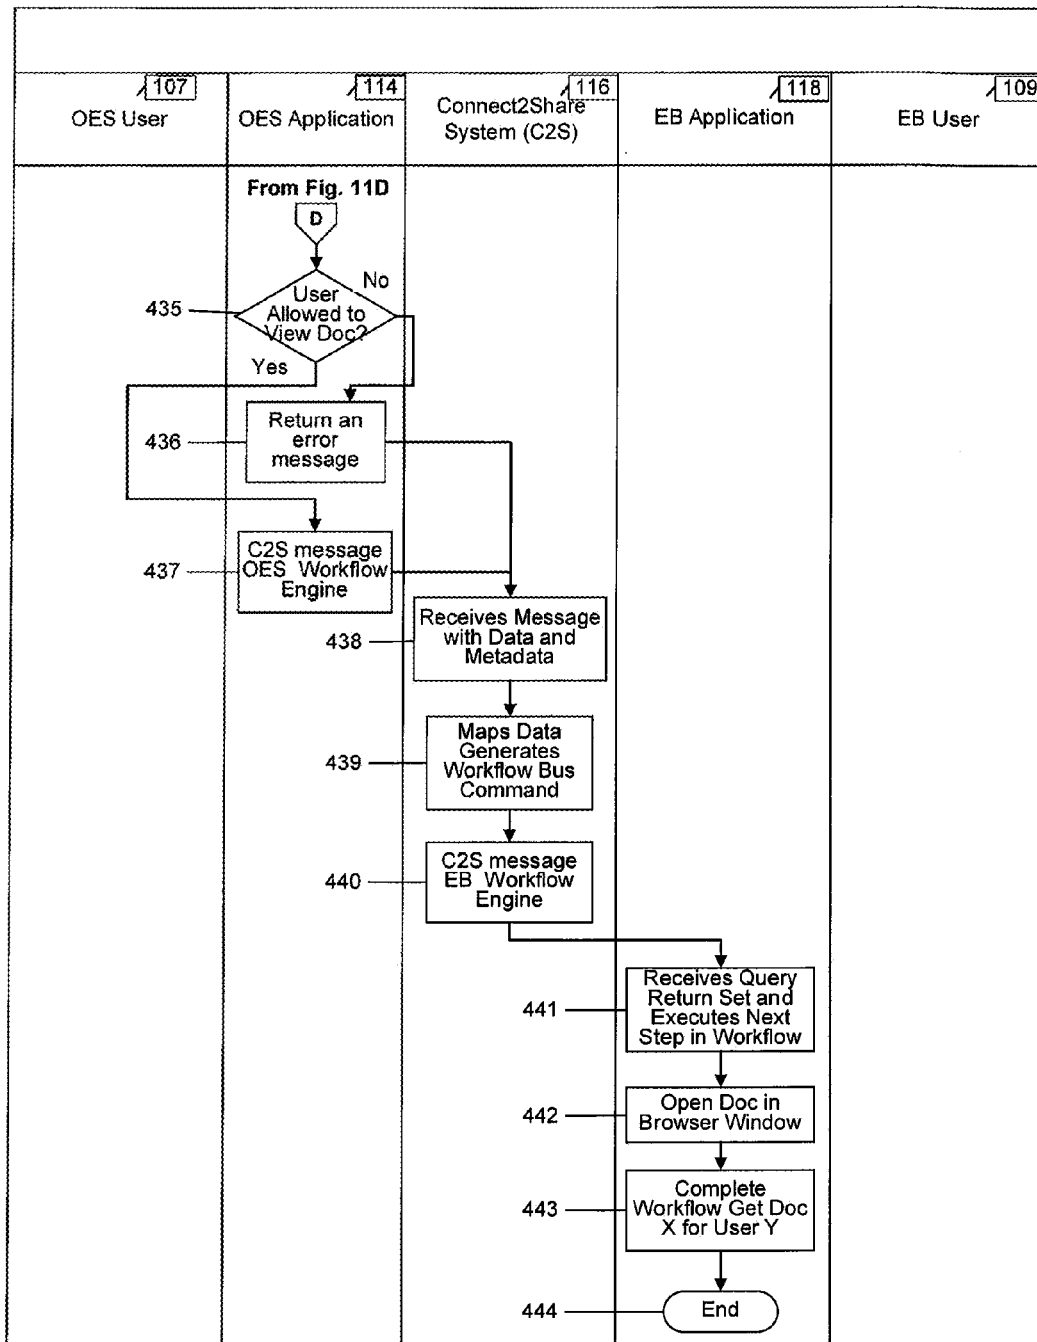 107
OES User
114
OES Application
116
Connect2Share
System (C2S)
118
EB Application
109
EB User
From Fig. 11D
D
No
435
User
Allowed to
View Doc?
Yes
436
Return an
error
message
437
C2S message
OES Workflow
Engine
438
Receives Message
with Data and
Metadata
439
Maps Data
Generates
Workflow Bus
Command
440
C2S message
EB Workflow
Engine
441
Receives Query
Return Set and
Executes Next
Step in Workflow
442
Open Doc in
Browser Window
443
Complete
Workflow Get Doc
X for User Y
444
End